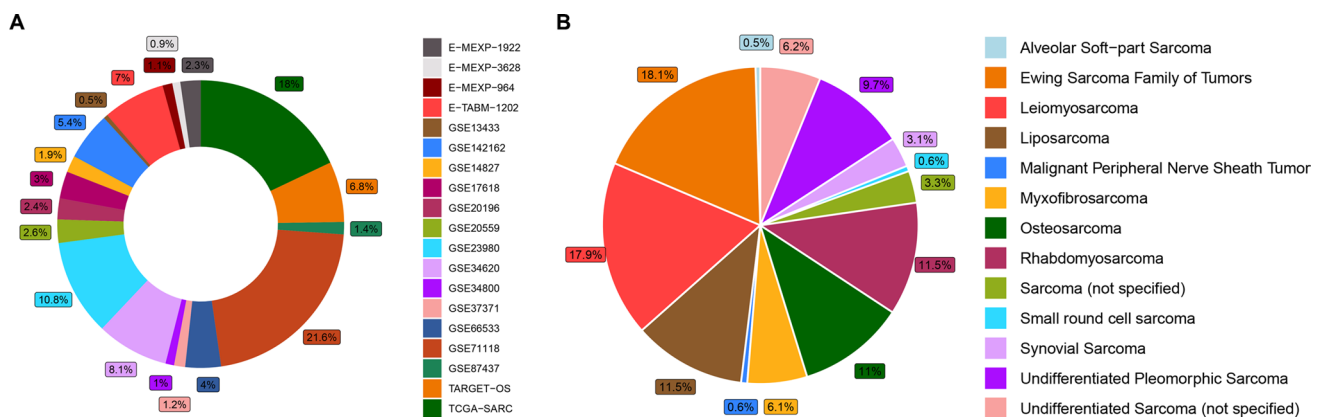 A
0.9%
1.1%
2.3%
7%
18%
0.5%
5.4%
1.9%
3%
6.8%
2.4%
1.4%
2.6%
10.8%
21.6%
8.1%
1%
4%
1.2%
E−MEXP−1922
E−MEXP−3628
E−MEXP−964
E−TABM−1202
GSE13433
GSE142162
GSE14827
GSE17618
GSE20196
GSE20559
GSE23980
GSE34620
GSE34800
GSE37371
GSE66533
GSE71118
GSE87437
TARGET−OS
TCGA−SARC
B
0.5%
6.2%
18.1%
9.7%
3.1%
0.6%
3.3%
17.9%
11.5%
11.5%
11%
0.6%
6.1%
Alveolar Soft−part Sarcoma
Ewing Sarcoma Family of Tumors
Leiomyosarcoma
Liposarcoma
Malignant Peripheral Nerve Sheath Tumor
Myxofibrosarcoma
Osteosarcoma
Rhabdomyosarcoma
Sarcoma (not specified)
Small round cell sarcoma
Synovial Sarcoma
Undifferentiated Pleomorphic Sarcoma
Undifferentiated Sarcoma (not specified)